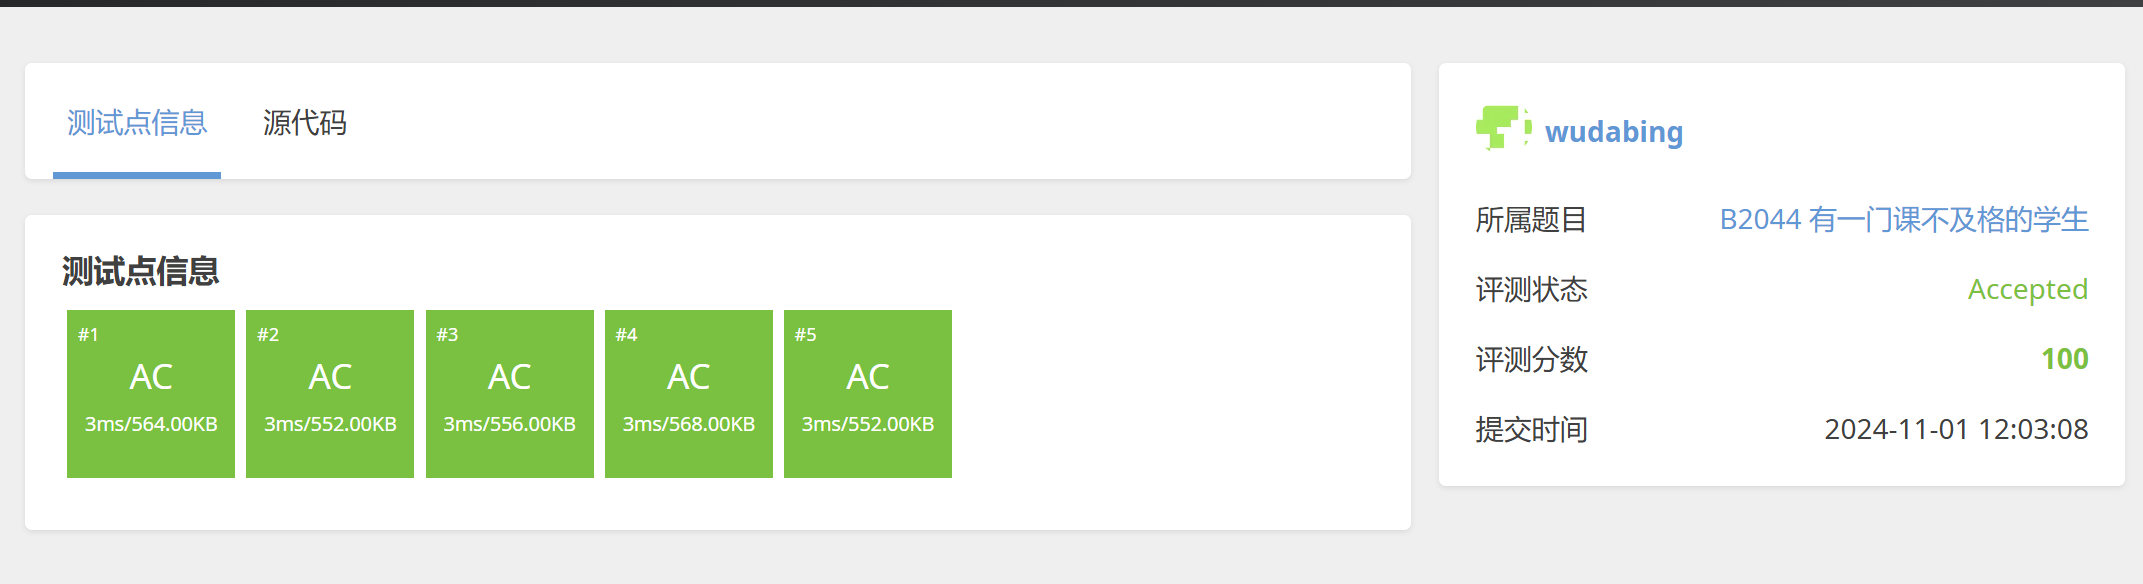 测试点信息 源代码
测试点信息
#1 #2 #3 #4 #5
AC AC AC AC AC
3ms/564.00KB 3ms/552.00KB 3ms/556.00KB 3ms/568.00KB 3ms/552.00KB
wudabing
所属题目 B2044 有一门课不及格的学生
评测状态 Accepted
评测分数 100
提交时间 2024-11-01 12:03:08